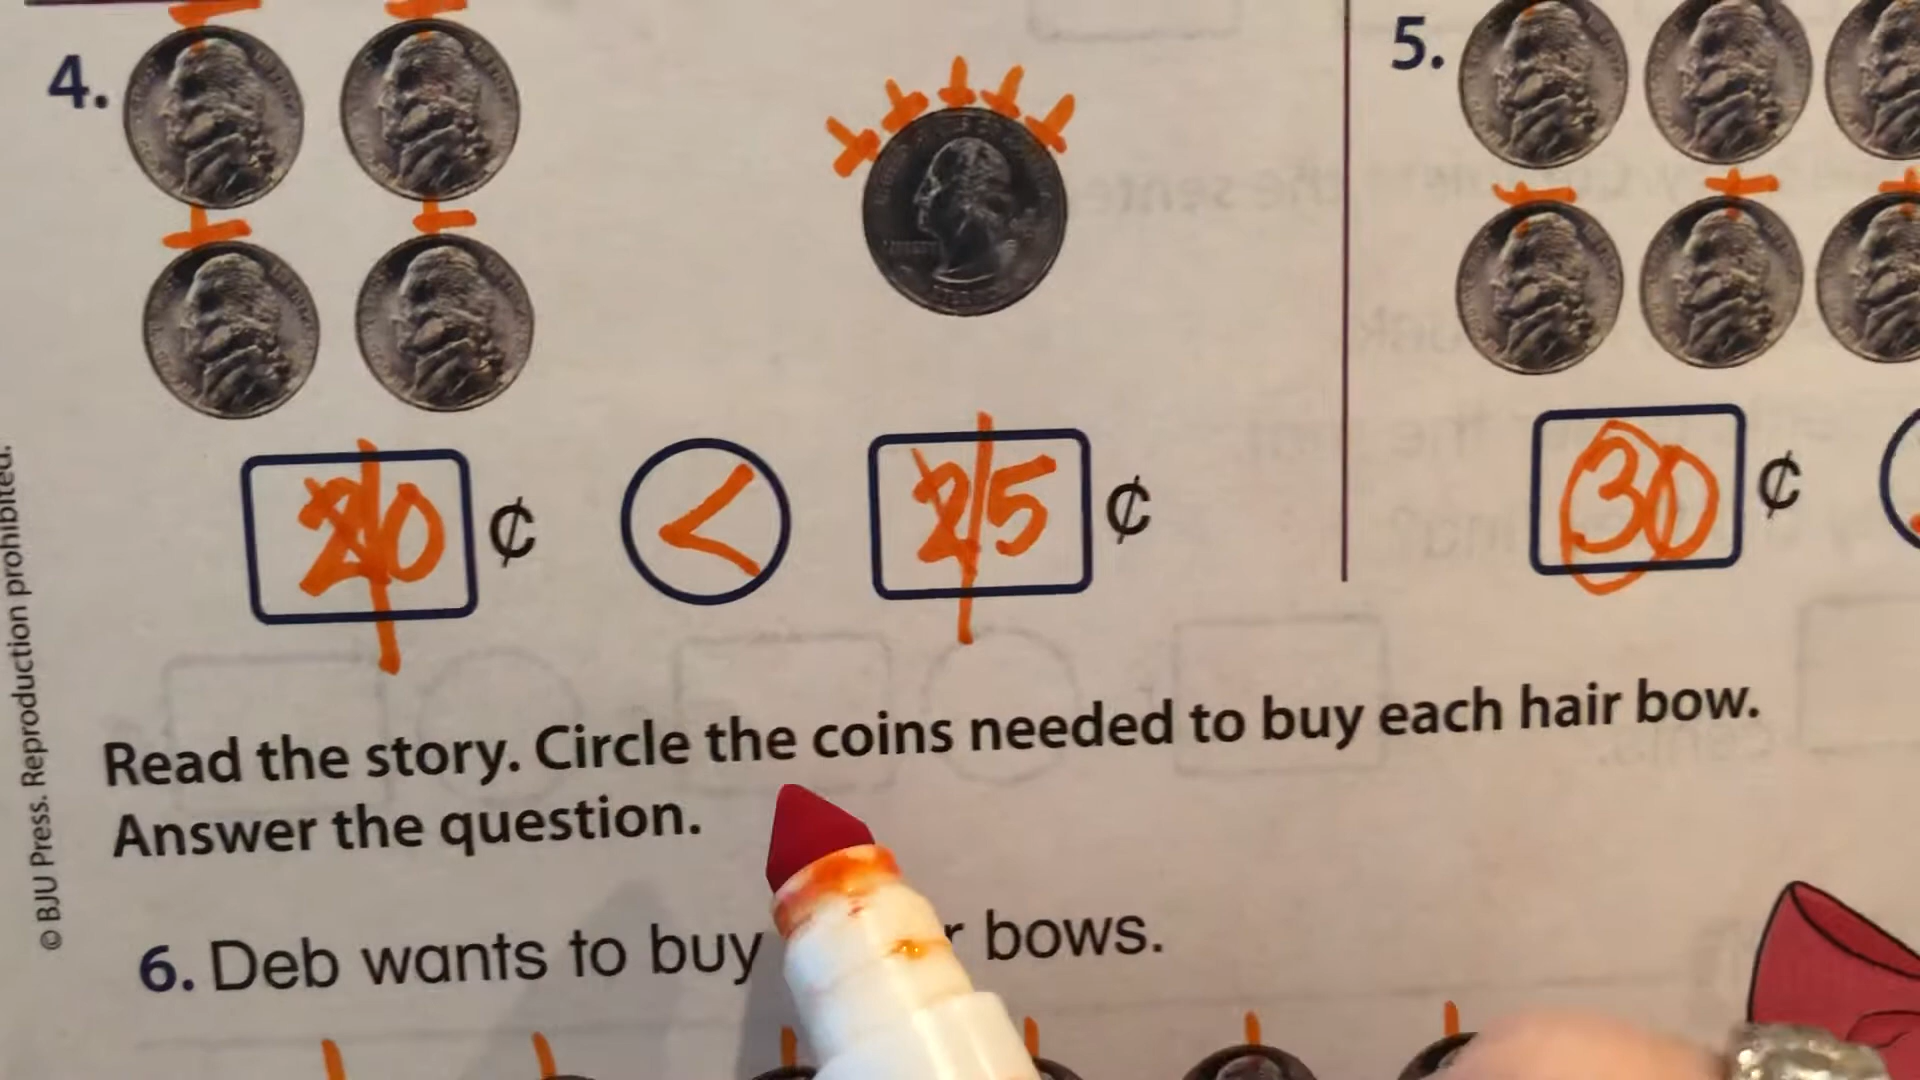 4.
5.
20 ¢ < 25 ¢
30 ¢
Read the story. Circle the coins needed to buy each hair bow.
Answer the question.
6. Deb wants to buy r bows.
© BJU Press. Reproduction prohibited.